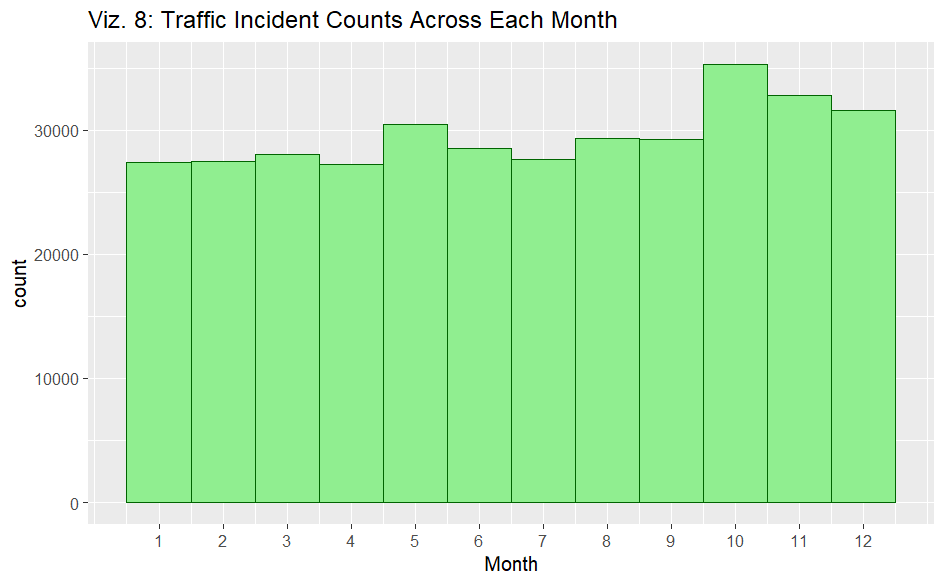 Viz. 8: Traffic Incident Counts Across Each Month
count
30000
20000
10000
0
1 2 3 4 5 6 7 8 9 10 11 12
Month